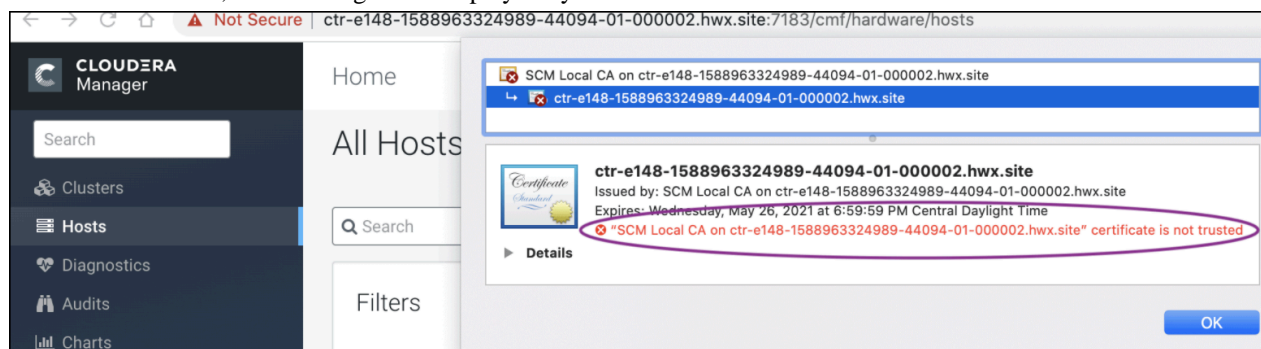 Not Secure | ctr-e148-1588963324989-44094-01-000002.hwx.site:7183/cmf/hardware/hosts
CLOUDERA
Manager
Search
Clusters
Hosts
Diagnostics
Audits
Charts
Home
All Hosts
Search
Filters
SCM Local CA on ctr-e148-1588963324989-44094-01-000002.hwx.site
ctr-e148-1588963324989-44094-01-000002.hwx.site
Certificate
Standard
ctr-e148-1588963324989-44094-01-000002.hwx.site
Issued by: SCM Local CA on ctr-e148-1588963324989-44094-01-000002.hwx.site
Expires: Wednesday, May 26, 2021 at 6:59:59 PM Central Daylight Time
"SCM Local CA on ctr-e148-1588963324989-44094-01-000002.hwx.site" certificate is not trusted
Details
OK